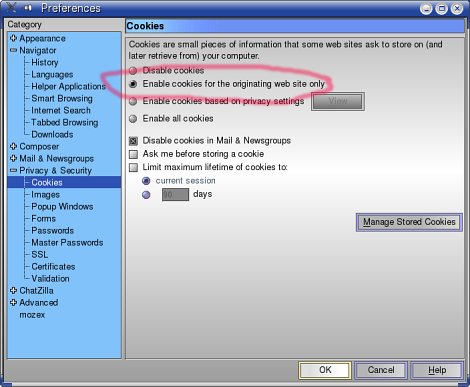 Preferences
Category
Appearance
Navigator
History
Languages
Helper Applications
Smart Browsing
Internet Search
Tabbed Browsing
Downloads
Composer
Mail & Newsgroups
Privacy & Security
Cookies
Images
Popup Windows
Forms
Passwords
Master Passwords
SSL
Certificates
Validation
ChatZilla
Advanced
mozex
Cookies
Cookies are small pieces of information that some web sites ask to store on (and
later retrieve from) your computer.
Disable cookies
Enable cookies for the originating web site only
Enable cookies based on privacy settings View
Enable all cookies
Disable cookies in Mail & Newsgroups
Ask me before storing a cookie
Limit maximum lifetime of cookies to:
current session
90 days
Manage Stored Cookies
OK Cancel Help